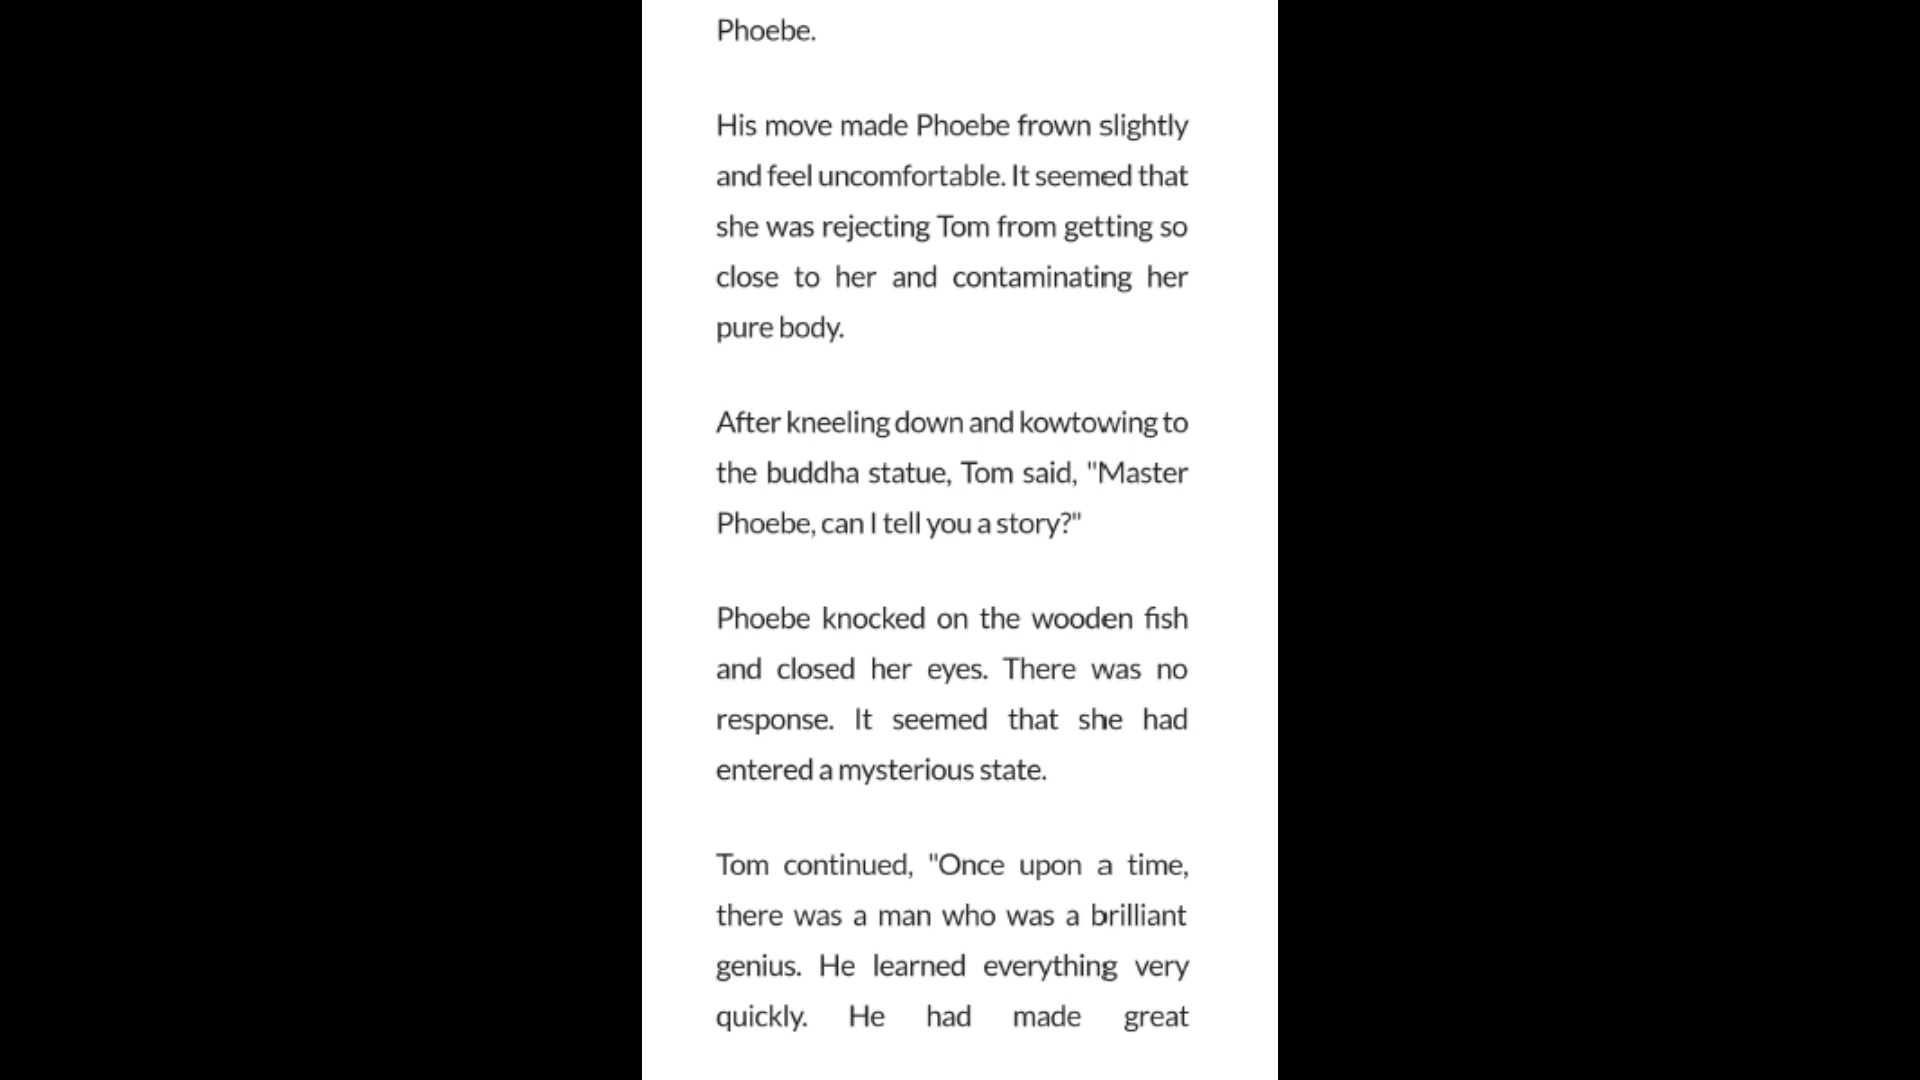 Phoebe.
His move made Phoebe frown slightly
and feel uncomfortable. It seemed that
she was rejecting Tom from getting so
close to her and contaminating her
pure body.
After kneeling down and kowtowing to
the buddha statue, Tom said, "Master
Phoebe, can I tell you a story?"
Phoebe knocked on the wooden fish
and closed her eyes. There was no
response. It seemed that she had
entered a mysterious state.
Tom continued, "Once upon a time,
there was a man who was a brilliant
genius. He learned everything very
quickly. He had made great